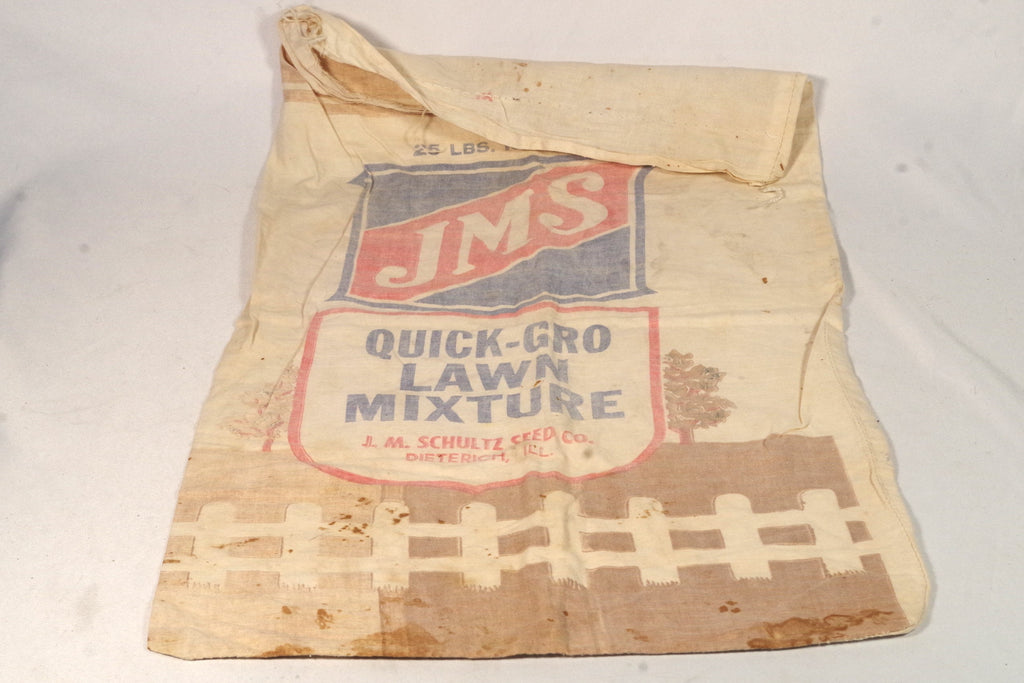 25 LBS.
JMS
QUICK-GRO
LAWN
MIXTURE
J. M. SCHULTZ SEED CO.
DIETERICH, ILL.